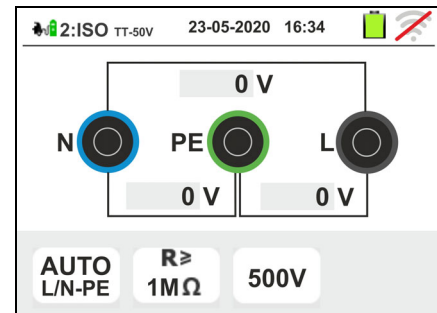 2:ISO TT-50V 23-05-2020 16:34
0 V
N PE L
0 V 0 V
AUTO R≥ 500V
L/N-PE 1MΩ